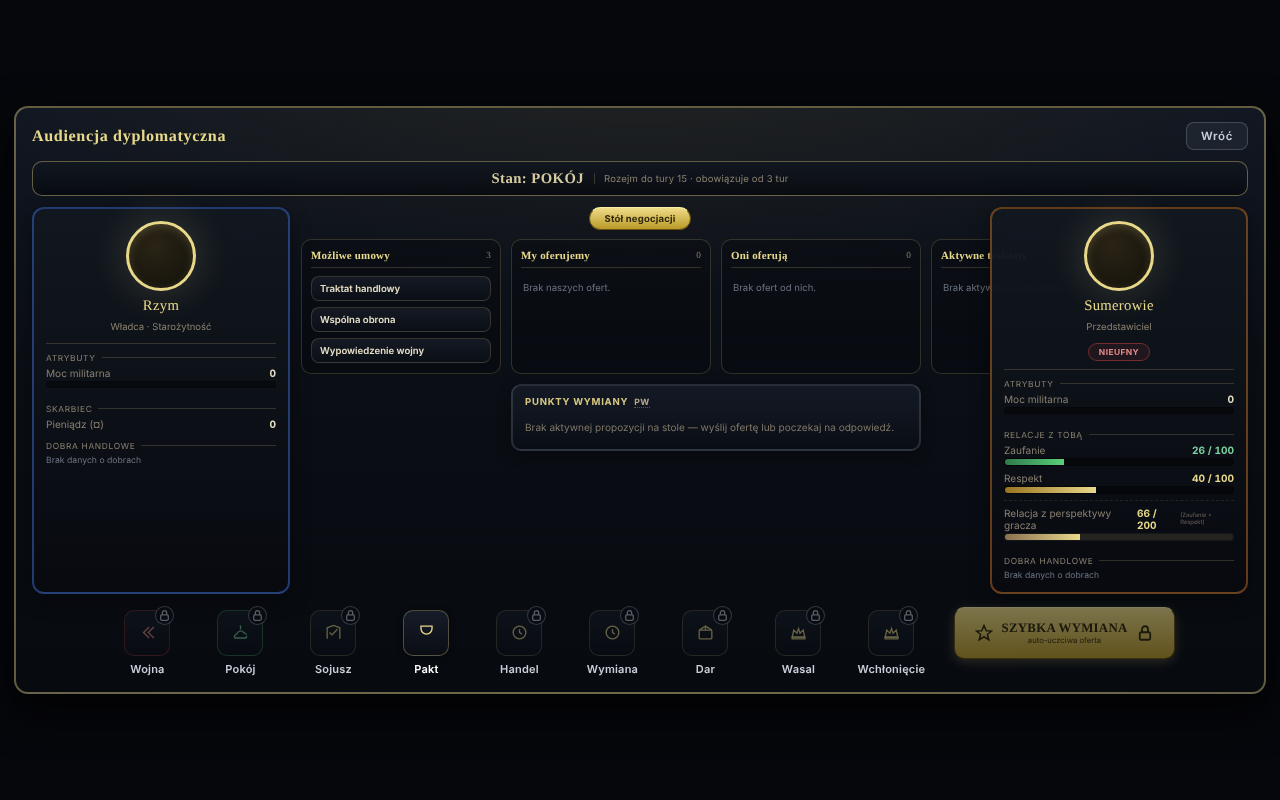 Audiencja dyplomatyczna
Wróć
Stan: POKÓJ
Rozejm do tury 15 · obowiązuje od 3 tur
Rzym
Władca · Starożytność
ATRYBUTY
Moc militarna 0
SKARBIEC
Pieniądz (¤) 0
DOBRA HANDLOWE
Brak danych o dobrach
Stół negocjacji
Możliwe umowy 3
Traktat handlowy
Wspólna obrona
Wypowiedzenie wojny
My oferujemy 0
Brak naszych ofert.
Oni oferują 0
Brak ofert od nich.
Aktywne
Brak
PUNKTY WYMIANY PW
Brak aktywnej propozycji na stole — wyślij ofertę lub poczekaj na odpowiedź.
Sumerowie
Przedstawiciel
NIEUFNY
ATRYBUTY
Moc militarna 0
RELACJE Z TOBĄ
Zaufanie 26 / 100
Respekt 40 / 100
Relacja z perspektywy
gracza
66 /
200
(Zaufanie +
Respekt)
DOBRA HANDLOWE
Brak danych o dobrach
Wojna
Pokój
Sojusz
Pakt
Handel
Wymiana
Dar
Wasal
Wchłonięcie
SZYBKA WYMIANA
auto-uczciwa oferta